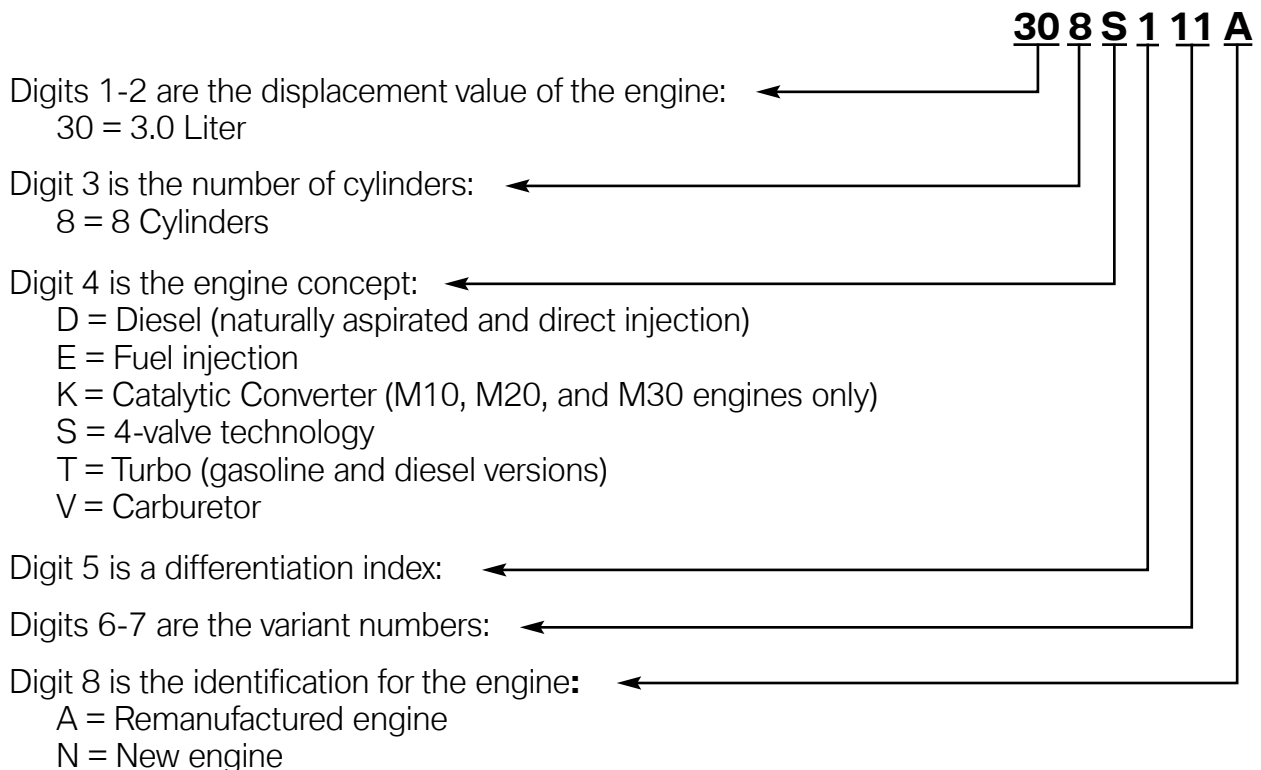 30 8 S 1 11 A
Digits 1-2 are the displacement value of the engine:
30 = 3.0 Liter
Digit 3 is the number of cylinders:
8 = 8 Cylinders
Digit 4 is the engine concept:
D = Diesel (naturally aspirated and direct injection)
E = Fuel injection
K = Catalytic Converter (M10, M20, and M30 engines only)
S = 4-valve technology
T = Turbo (gasoline and diesel versions)
V = Carburetor
Digit 5 is a differentiation index:
Digits 6-7 are the variant numbers:
Digit 8 is the identification for the engine:
A = Remanufactured engine
N = New engine